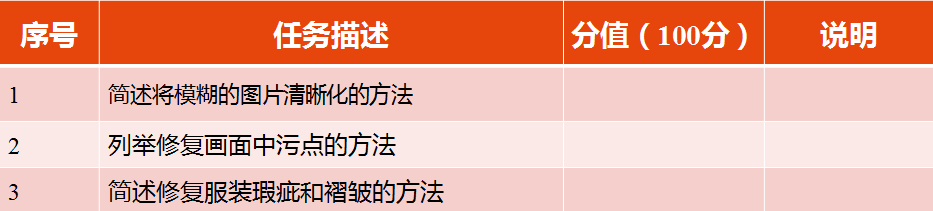 序号 任务描述 分值（100分） 说明
1 简述将模糊的图片清晰化的方法
2 列举修复画面中污点的方法
3 简述修复服装瑕疵和褶皱的方法